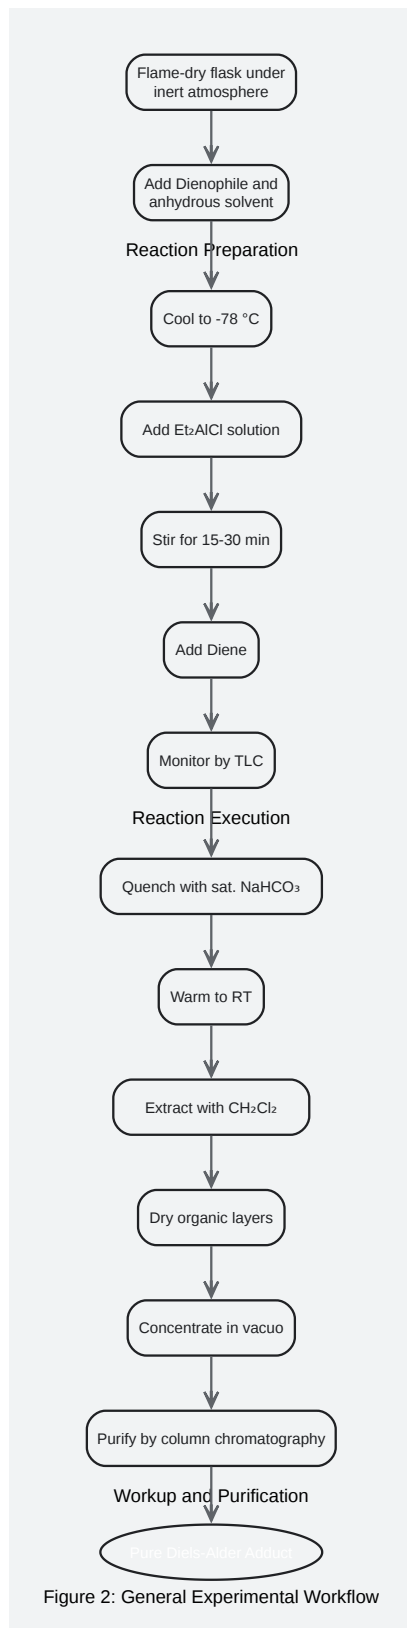 Flame-dry flask under
inert atmosphere
Add Dienophile and
anhydrous solvent
Reaction Preparation
Cool to -78 °C
Add Et₂AlCl solution
Stir for 15-30 min
Add Diene
Monitor by TLC
Reaction Execution
Quench with sat. NaHCO₃
Warm to RT
Extract with CH₂Cl₂
Dry organic layers
Concentrate in vacuo
Purify by column chromatography
Workup and Purification
Pure Diels-Alder Adduct
Figure 2: General Experimental Workflow